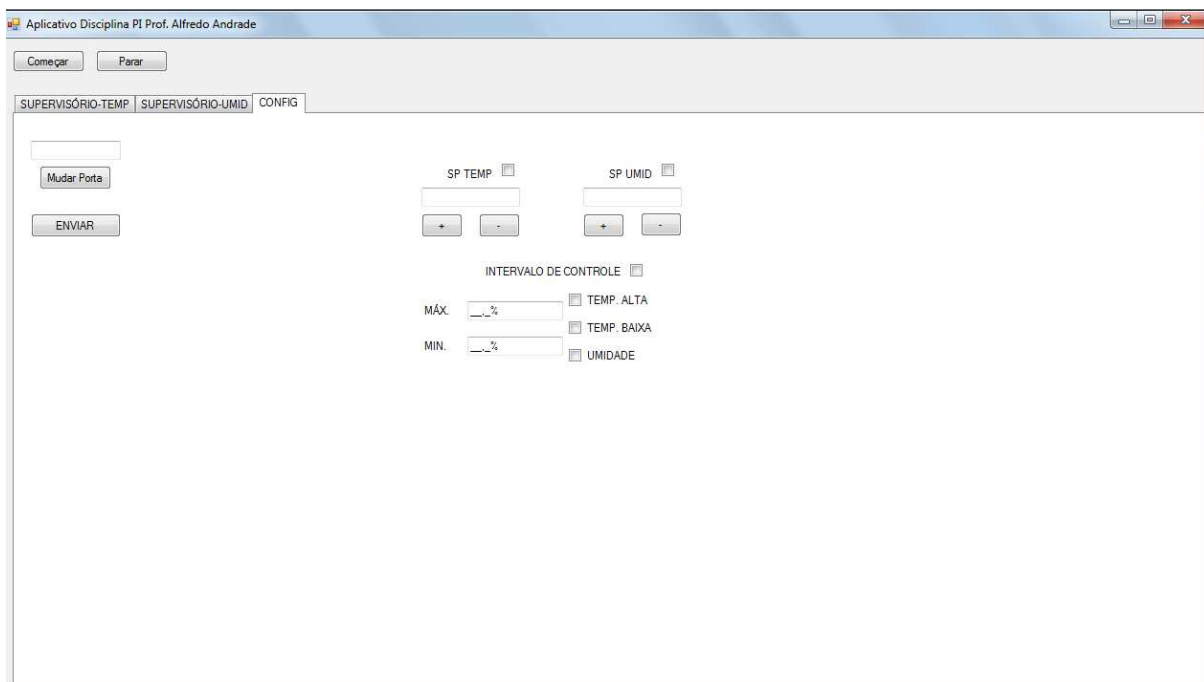 Aplicativo Disciplina PI Prof. Alfredo Andrade
Começar Parar
SUPERVISÓRIO-TEMP SUPERVISÓRIO-UMID CONFIG
Mudar Porta
ENVIAR
SP TEMP SP UMID
+ - + -
INTERVALO DE CONTROLE
MÁX. __._% TEMP. ALTA
TEMP. BAIXA
MIN. __._% UMIDADE